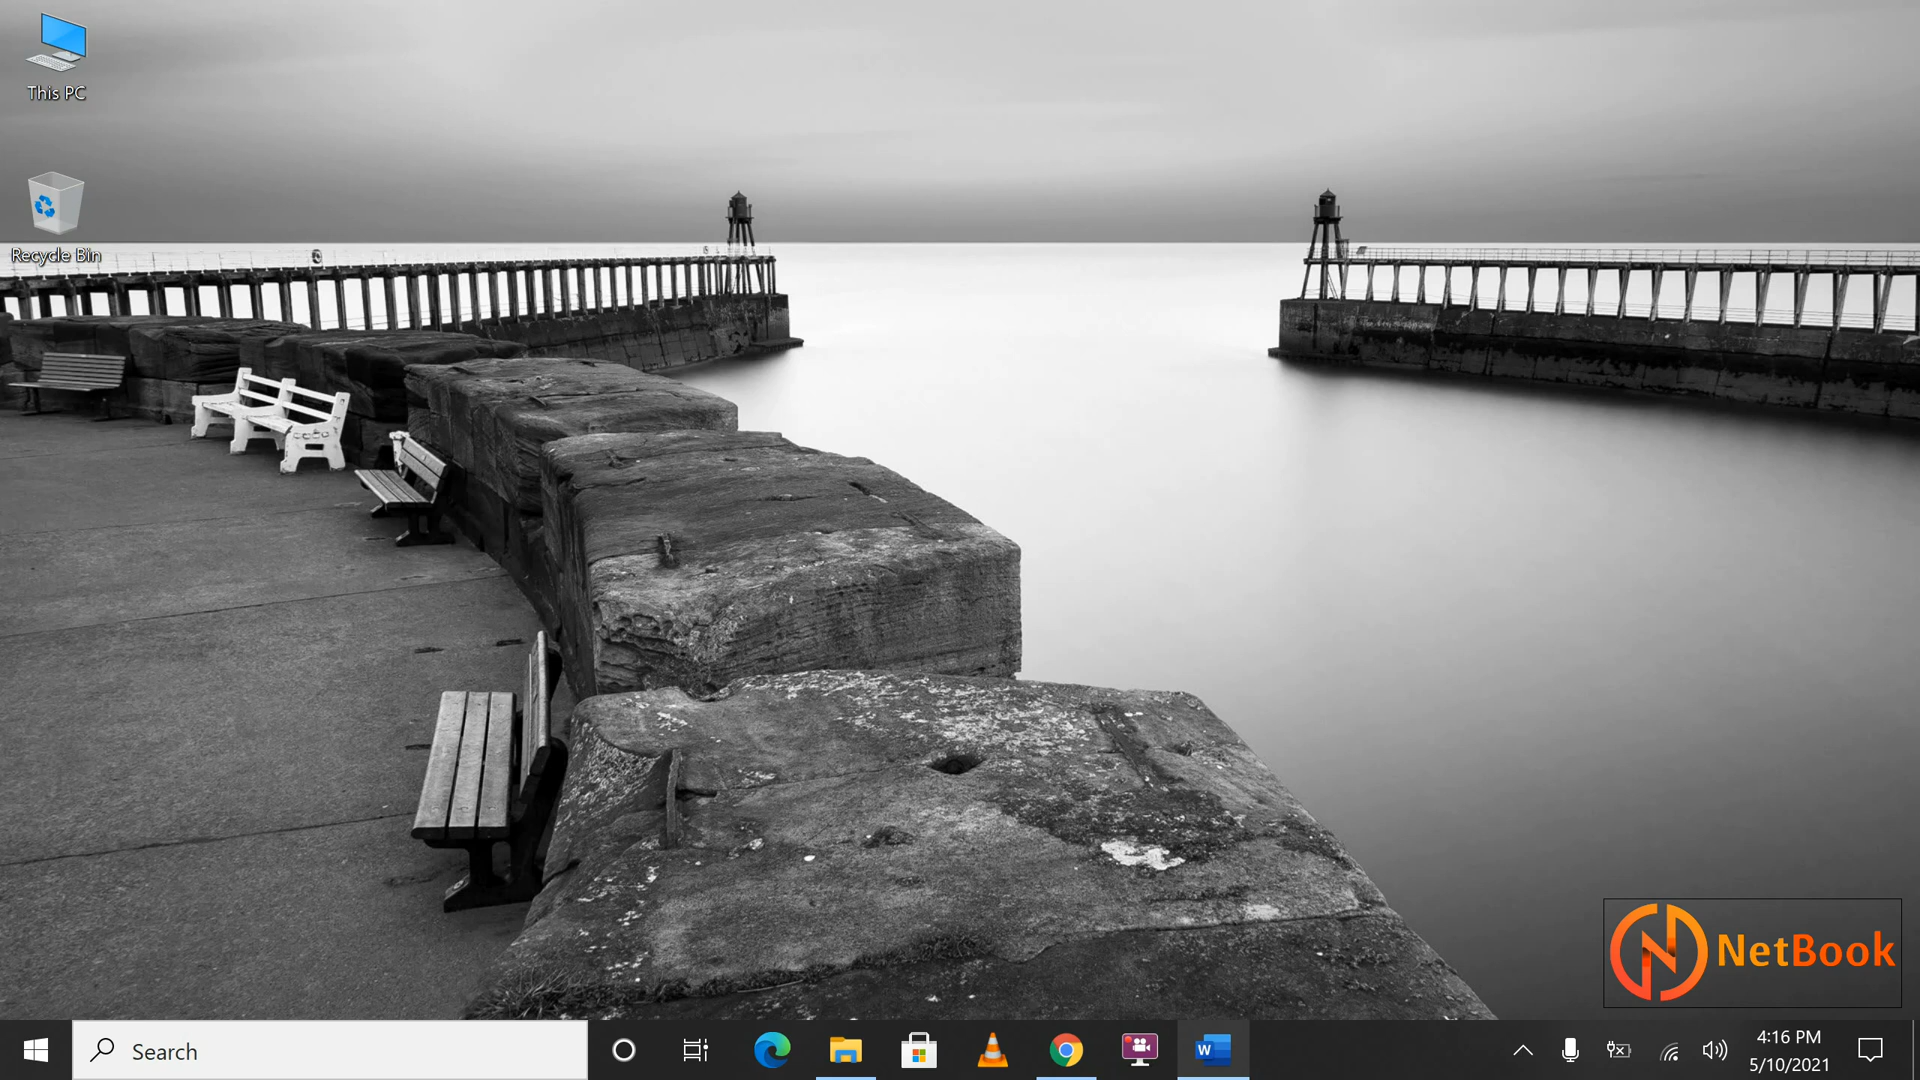 This PC
Recycle Bin
NetBook
Search
W
4:16 PM
5/10/2021